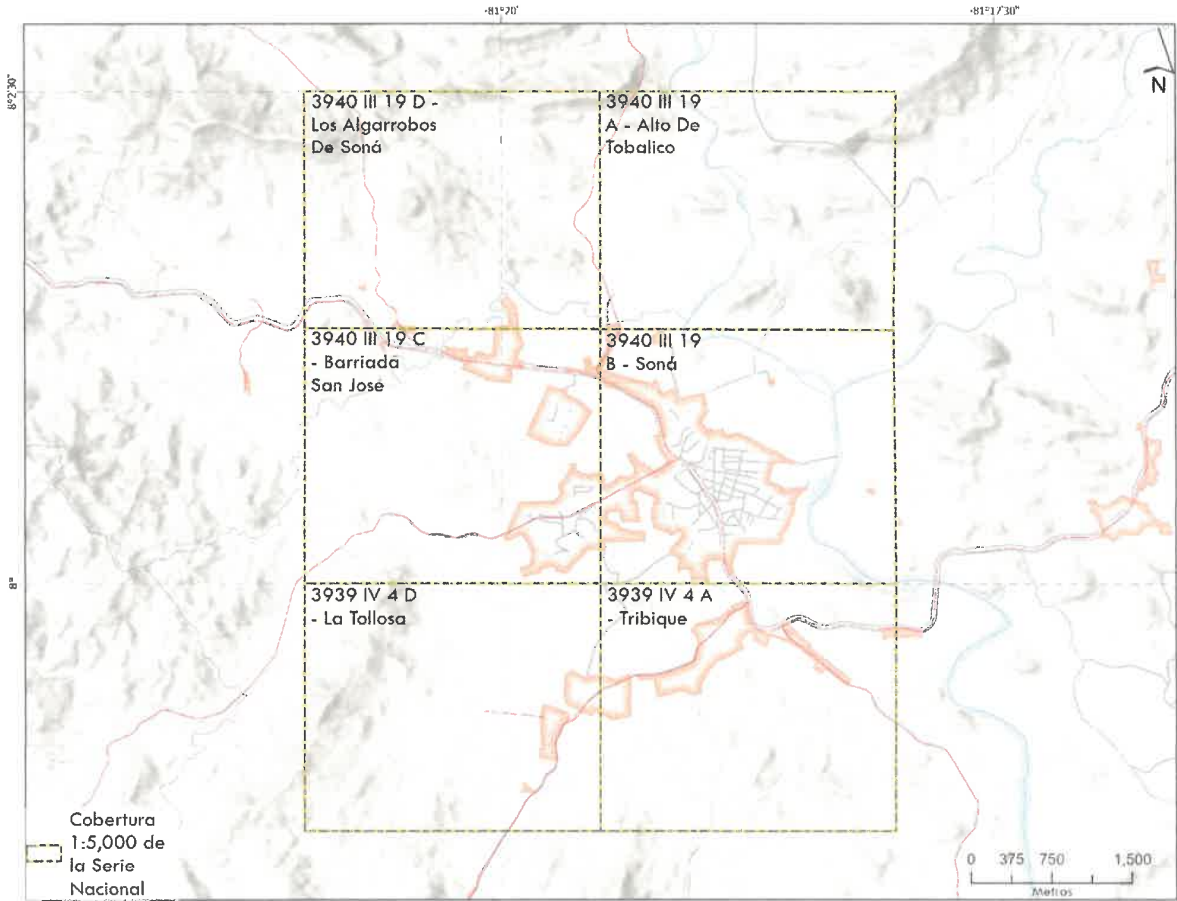 -81°20'
-81°17'30"
8°2'30"
N
3940 III 19 D -
Los Algarrobos
De Soná
3940 III 19
A - Alto De
Tobalico
3940 III 19 C
- Barriada
San José
3940 III 19
B - Soná
8°
3939 IV 4 D
- La Tollosa
3939 IV 4 A
- Tribique
Cobertura
1:5,000 de
la Serie
Nacional
0 375 750 1,500
Metros